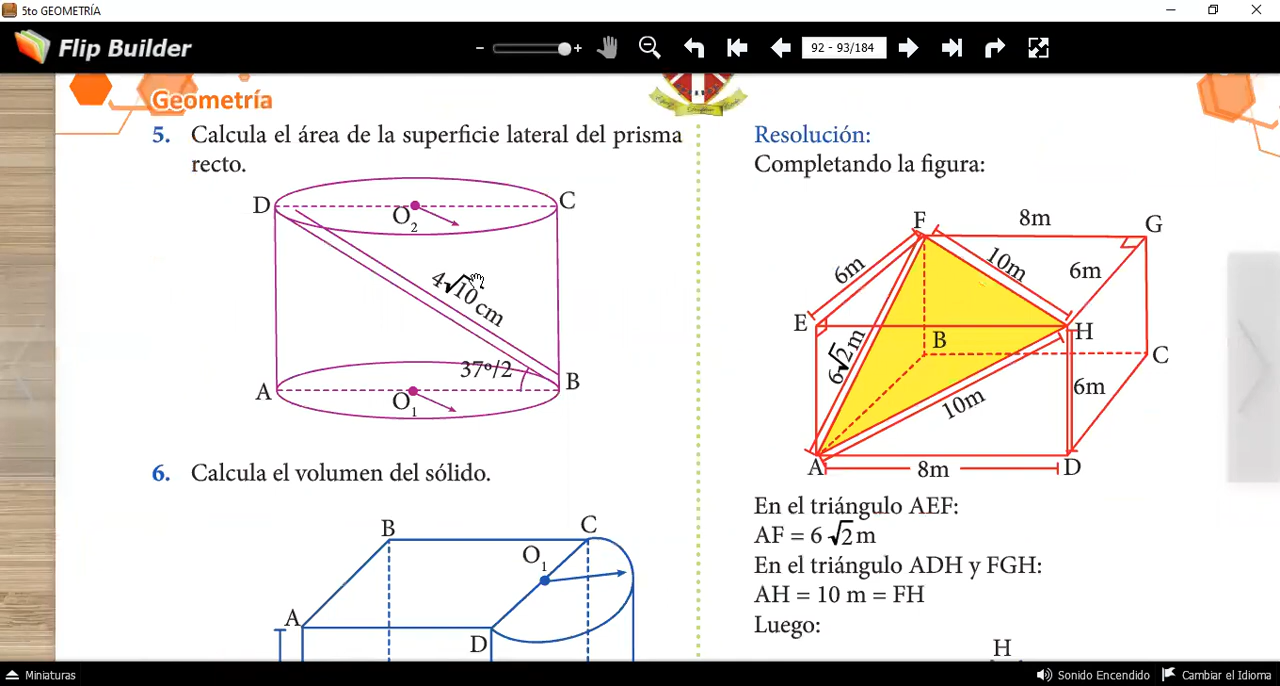 5to GEOMETRÍA
Flip Builder
92 - 93/184
Geometría
5. Calcula el área de la superficie lateral del prisma
recto.
D
C
O2
4√10 cm
37º/2
A
B
O1
6. Calcula el volumen del sólido.
B
C
O1
A
D
Resolución:
Completando la figura:
F
8m
G
6m
10m
6m
E
H
B
6√2 m
C
6m
10m
A
8m
D
En el triángulo AEF:
AF = 6 √2 m
En el triángulo ADH y FGH:
AH = 10 m = FH
Luego:
H
Miniaturas
Sonido Encendido
Cambiar el Idioma